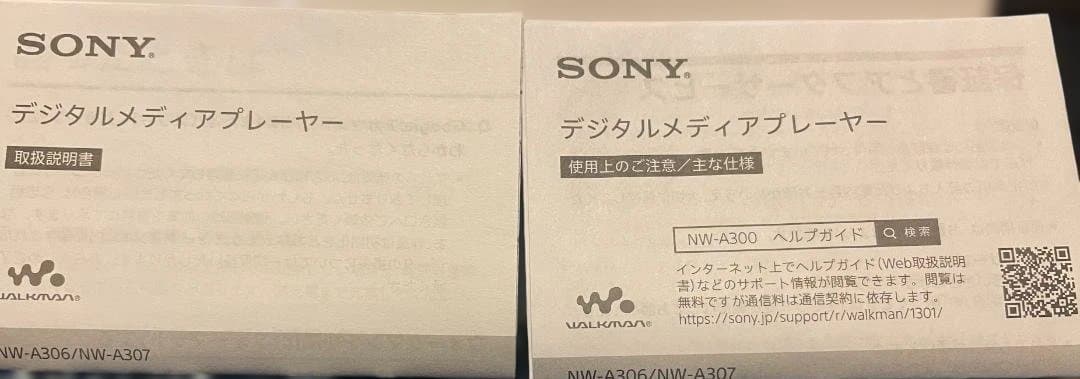 SONY®
デジタルメディアプレーヤー
取扱説明書
WALKMAN®
NW-A306/NW-A307
SONY®
デジタルメディアプレーヤー
使用上のご注意/主な仕様
NW-A300 ヘルプガイド 検索
インターネット上でヘルプガイド(Web取扱説明
書)などのサポート情報が閲覧できます。閲覧は
無料ですが通信料は通信契約に依存します。
https://sony.jp/support/r/walkman/1301/
WALKMAN®
NW-A306/NW-A307